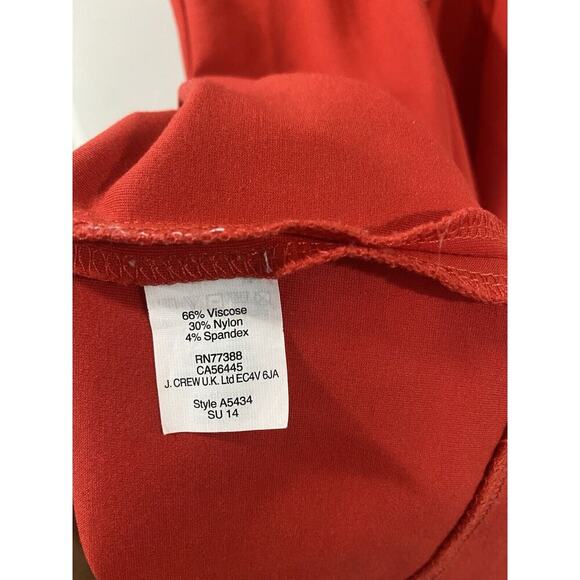 66% Viscose
30% Nylon
4% Spandex
RN77388
CA56445
J. CREW U.K. Ltd EC4V 6JA
Style A5434
SU 14